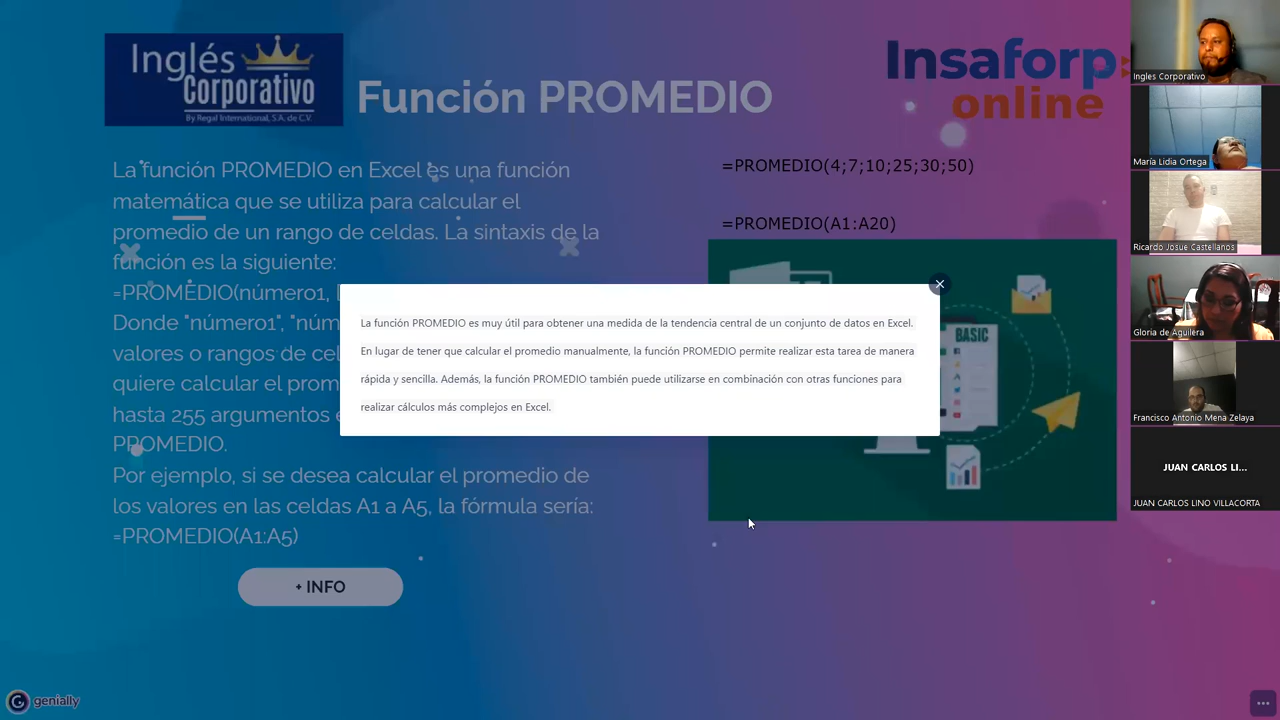 Inglés
Corporativo
By Regal International, S.A. de C.V.
Función PROMEDIO
Insaforp
online
La función PROMEDIO en Excel es una función
matemática que se utiliza para calcular el
promedio de un rango de celdas. La sintaxis de la
función es la siguiente:
=PROMEDIO(número1,
Donde "número1",
valores o rangos de
quiere calcular el
hasta 255 argumentos
PROMEDIO.
Por ejemplo, si se desea calcular el promedio de
los valores en las celdas A1 a A5, la fórmula sería:
=PROMEDIO(A1:A5)
+ INFO
=PROMEDIO(4;7;10;25;30;50)
=PROMEDIO(A1:A20)
BASIC
La función PROMEDIO es muy útil para obtener una medida de la tendencia central de un conjunto de datos en Excel.
En lugar de tener que calcular el promedio manualmente, la función PROMEDIO permite realizar esta tarea de manera
rápida y sencilla. Además, la función PROMEDIO también puede utilizarse en combinación con otras funciones para
realizar cálculos más complejos en Excel.
Ingles Corporativo
María Lidia Ortega
Ricardo Josue Castellanos
Gloria de Aguilera
Francisco Antonio Mena Zelaya
JUAN CARLOS LI...
JUAN CARLOS LINO VILLACORTA
genially